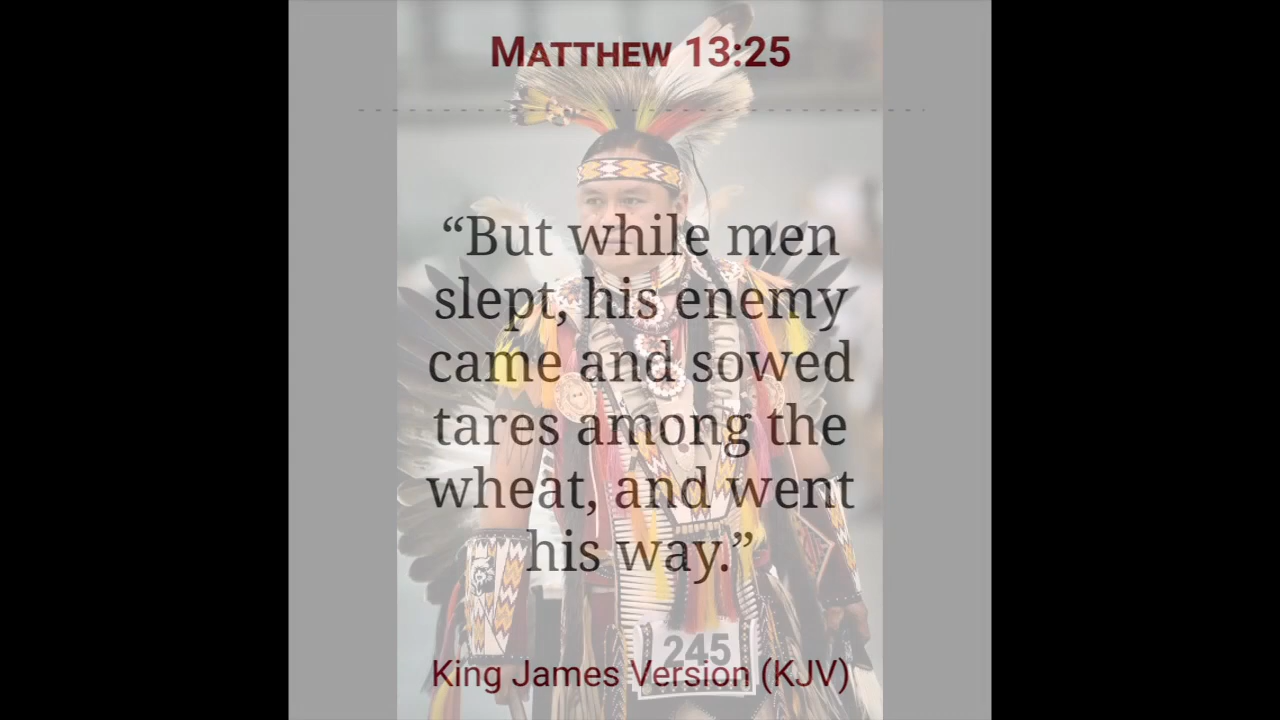 MATTHEW 13:25
“But while men
slept, his enemy
came and sowed
tares among the
wheat, and went
his way.”
245
King James Version (KJV)